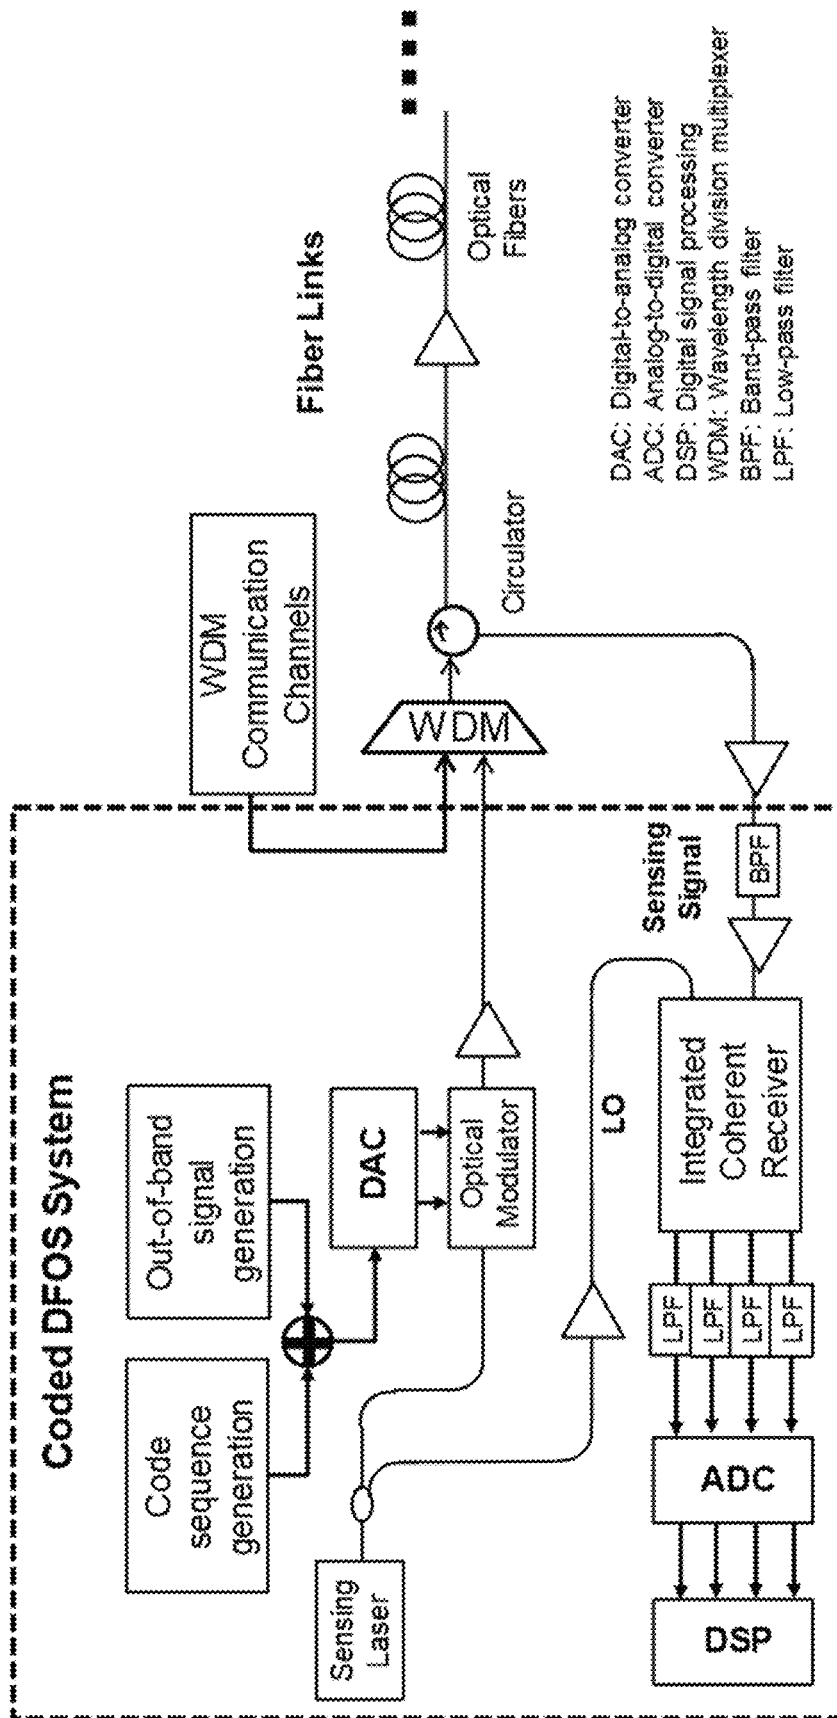 Coded DFOS System
Code
sequence
generation
Out-of-band
signal
generation
WDM
Communication
Channels
Fiber Links
Sensing
Laser
DAC
Optical
Modulator
WDM
Circulator
Optical
Fibers
LO
Sensing
Signal
DSP
ADC
LPF
LPF
LPF
LPF
Integrated
Coherent
Receiver
BPF
DAC: Digital-to-analog converter
ADC: Analog-to-digital converter
DSP: Digital signal processing
WDM: Wavelength division multiplexer
BPF: Band-pass filter
LPF: Low-pass filter